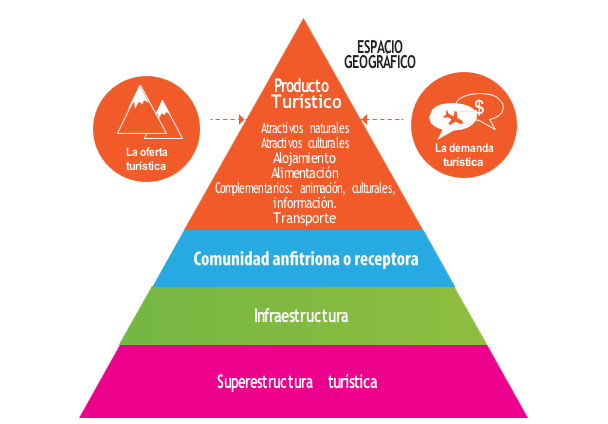 ESPACIO
GEOGRÁFICO
Producto
Turístico
La oferta
turística
$
La demanda
turística
Atractivos naturales
Atractivos culturales
Alojamiento
Alimentación
Complementarios: animación, culturales,
información.
Transporte
Comunidad anfitriona o receptora
Infraestructura
Superestructura turística